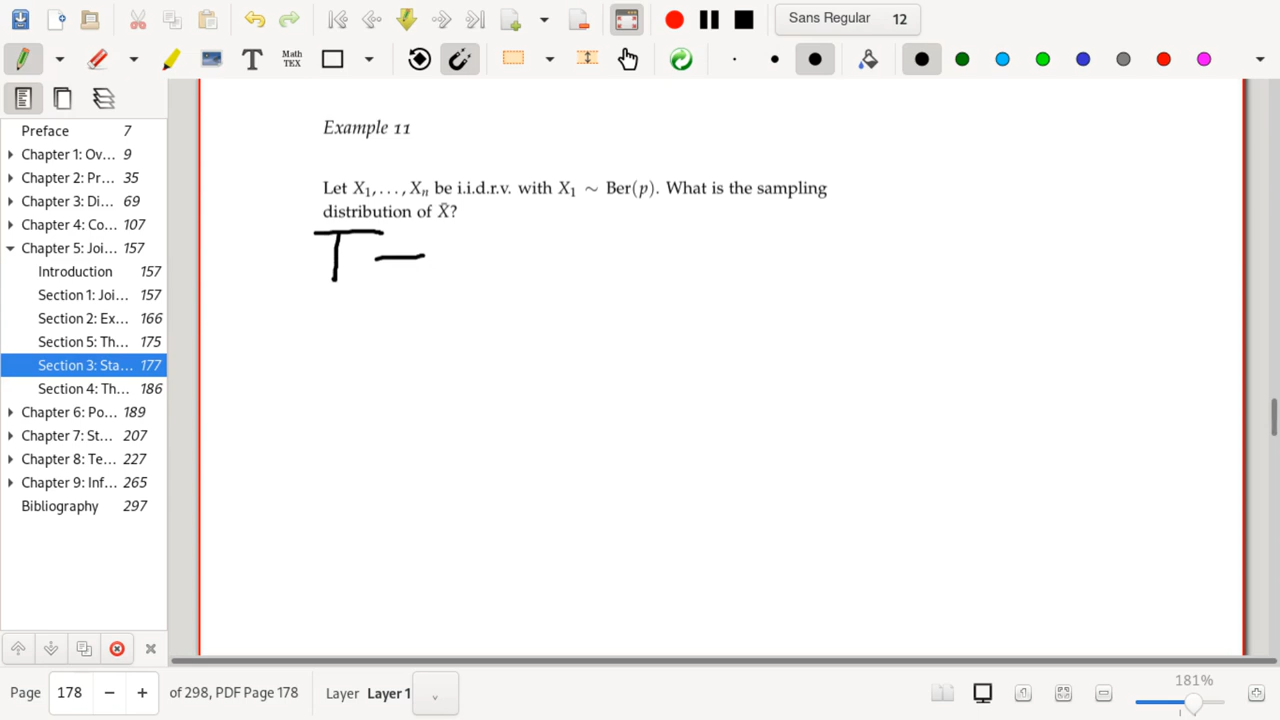 Sans Regular 12
T Math TEX
Preface 7
Chapter 1: Ov... 9
Chapter 2: Pr... 35
Chapter 3: Di... 69
Chapter 4: Co... 107
Chapter 5: Joi... 157
Introduction 157
Section 1: Joi... 157
Section 2: Ex... 166
Section 5: Th... 175
Section 3: Sta... 177
Section 4: Th... 186
Chapter 6: Po... 189
Chapter 7: St... 207
Chapter 8: Te... 227
Chapter 9: Inf... 265
Bibliography 297
Example 11
Let X₁, . . . , Xₙ be i.i.d.r.v. with X₁ ∼ Ber(p). What is the sampling
distribution of X̄?
T –
Page 178 − + of 298, PDF Page 178 Layer Layer 1 181%